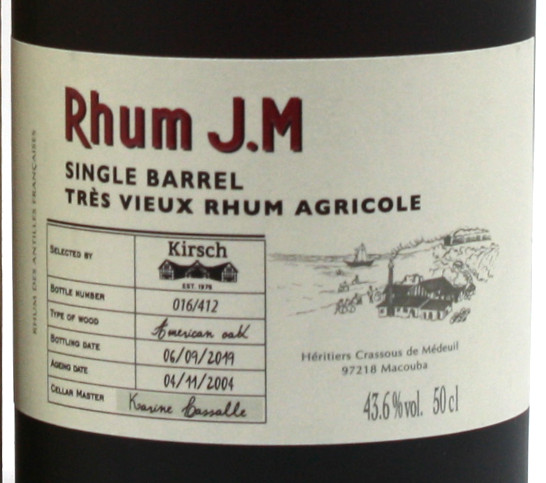 RHUM DES ANTILLES FRANÇAISES
Rhum J.M
SINGLE BARREL
TRÈS VIEUX RHUM AGRICOLE
SELECTED BY Kirsch
EST. 1976
BOTTLE NUMBER 016/412
TYPE OF WOOD American oak
BOTTLING DATE 06/09/2019
AGEING DATE 04/11/2004
CELLAR MASTER Karine Lassalle
Héritiers Crassous de Médeuil
97218 Macouba
43.6%vol. 50 cl